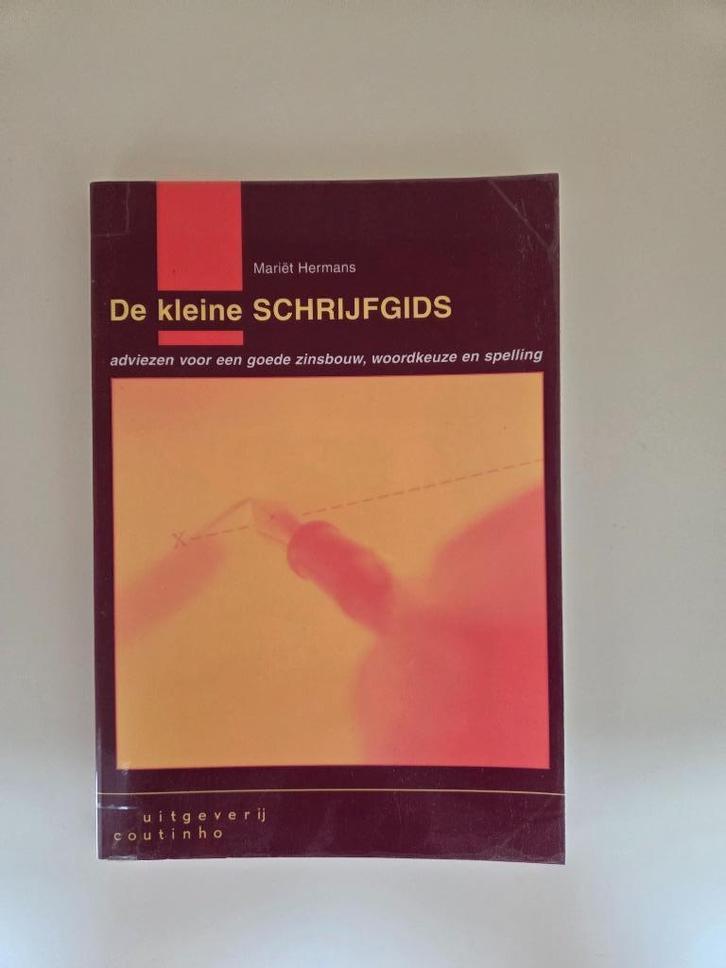 Mariët Hermans
De kleine SCHRIJFGIDS
adviezen voor een goede zinsbouw, woordkeuze en spelling
x
uitgeverij
coutinho